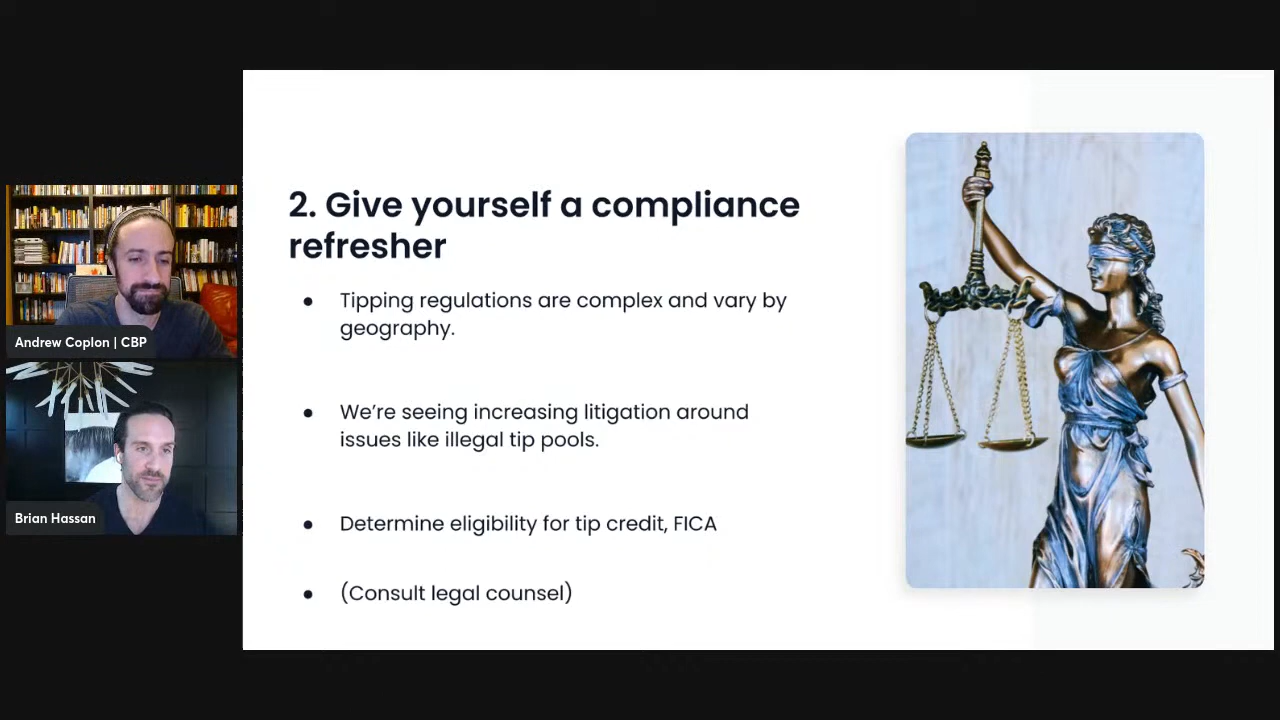 2. Give yourself a compliance
refresher
● Tipping regulations are complex and vary by
geography.
● We’re seeing increasing litigation around
issues like illegal tip pools.
● Determine eligibility for tip credit, FICA
● (Consult legal counsel)
Andrew Coplon | CBP
Brian Hassan